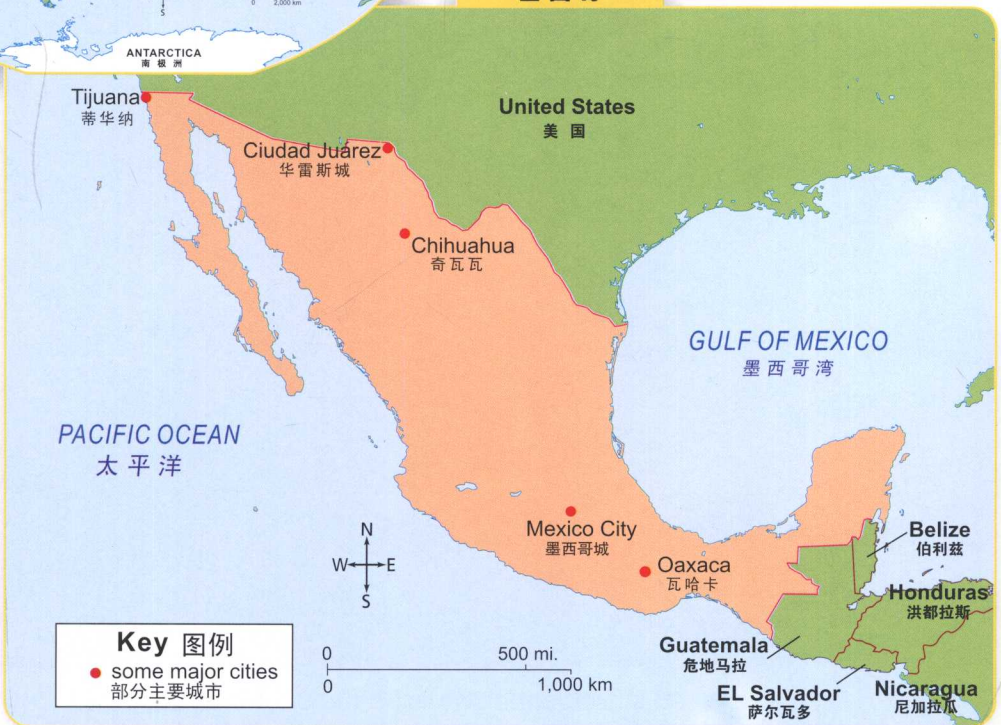 S
0 2,000 km
ANTARCTICA
南极洲
Tijuana
蒂华纳
United States
美国
Ciudad Juárez
华雷斯城
Chihuahua
奇瓦瓦
GULF OF MEXICO
墨西哥湾
PACIFIC OCEAN
太平洋
Mexico City
墨西哥城
N
W E
S
Oaxaca
瓦哈卡
Belize
伯利兹
Honduras
洪都拉斯
Guatemala
危地马拉
EL Salvador
萨尔瓦多
Nicaragua
尼加拉瓜
Key 图例
some major cities
部分主要城市
0 500 mi.
0 1,000 km